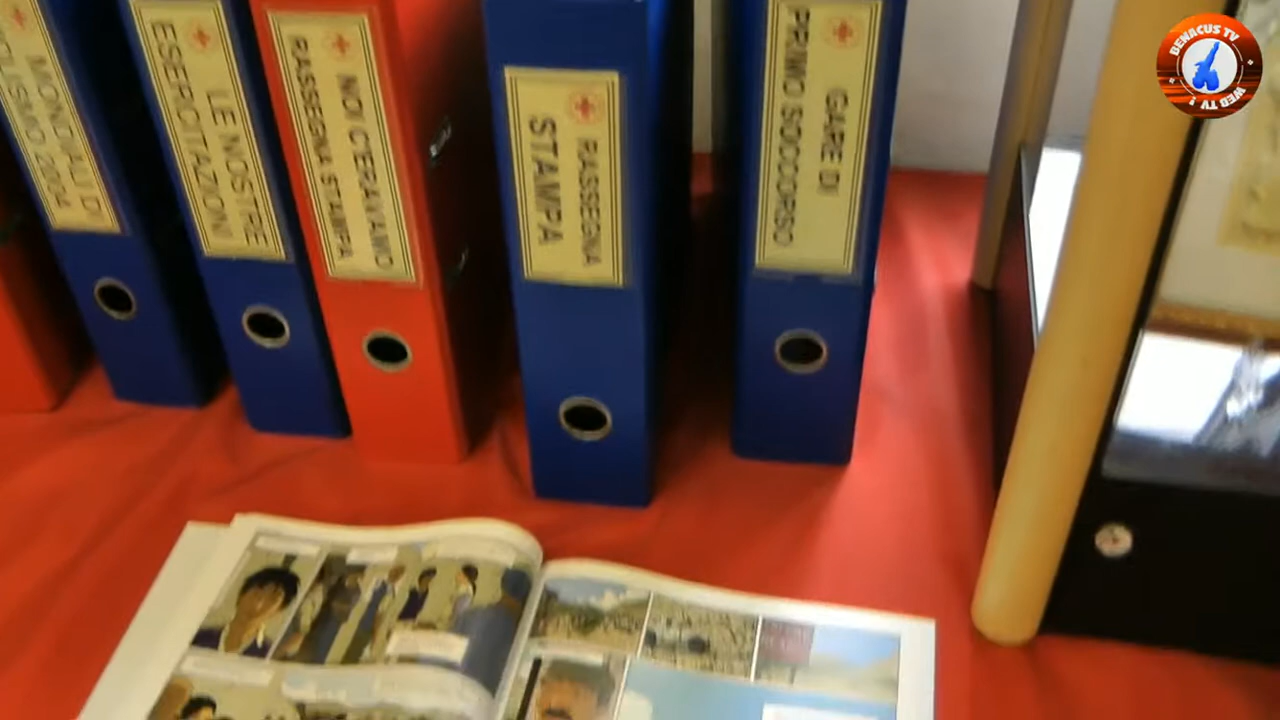 MONDIALI DI
CICLISMO 2004
LE NOSTRE
ESERCITAZIONI
NOI C'ERAVAMO
RASSEGNA STAMPA
RASSEGNA
STAMPA
GARE DI
PRIMO SOCCORSO
BENACUS TV
WEB TV !